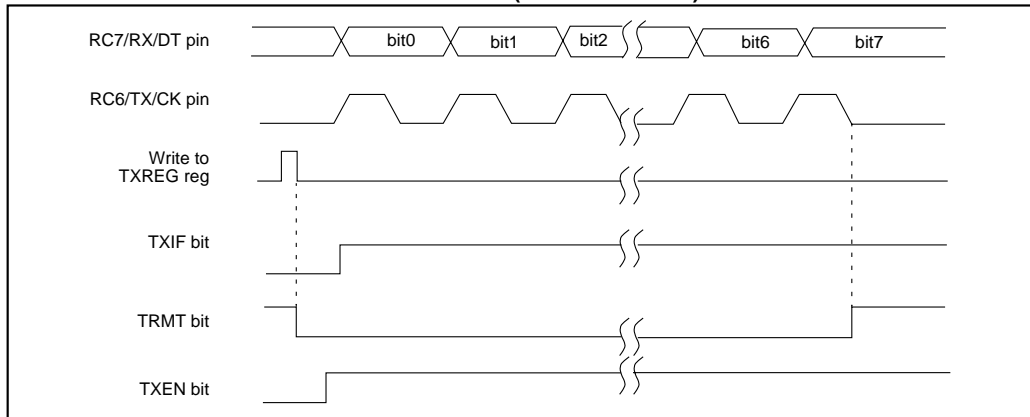 RC7/RX/DT pin
bit0 bit1 bit2 bit6 bit7
RC6/TX/CK pin
Write to
TXREG reg
TXIF bit
TRMT bit
TXEN bit